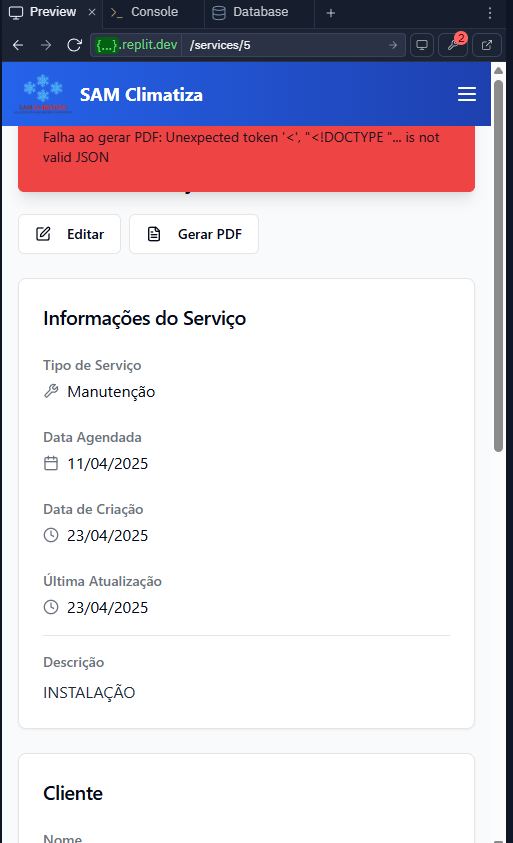 Preview
Console
Database
{...}.replit.dev /services/5
2
SAM Climatiza
Falha ao gerar PDF: Unexpected token '<', "<!DOCTYPE "... is not
valid JSON
Editar
Gerar PDF
Informações do Serviço
Tipo de Serviço
Manutenção
Data Agendada
11/04/2025
Data de Criação
23/04/2025
Última Atualização
23/04/2025
Descrição
INSTALAÇÃO
Cliente
Nome